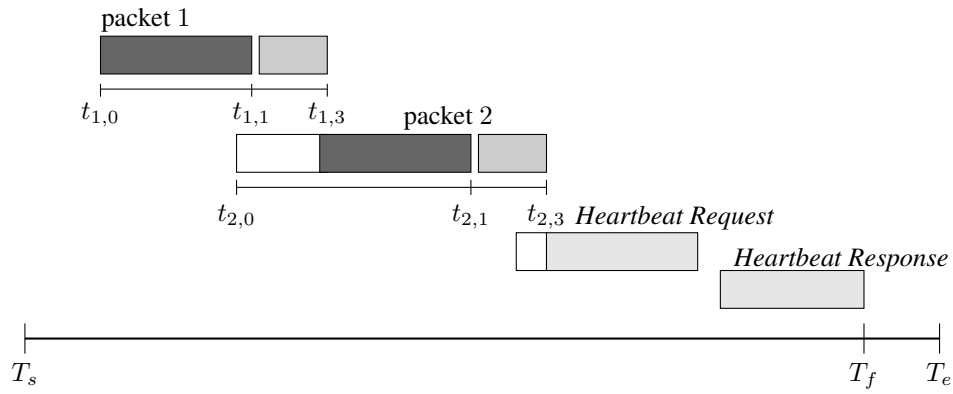 packet 1
t1,0 t1,1 t1,3
packet 2
t2,0 t2,1 t2,3
Heartbeat Request
Heartbeat Response
Ts Tf Te